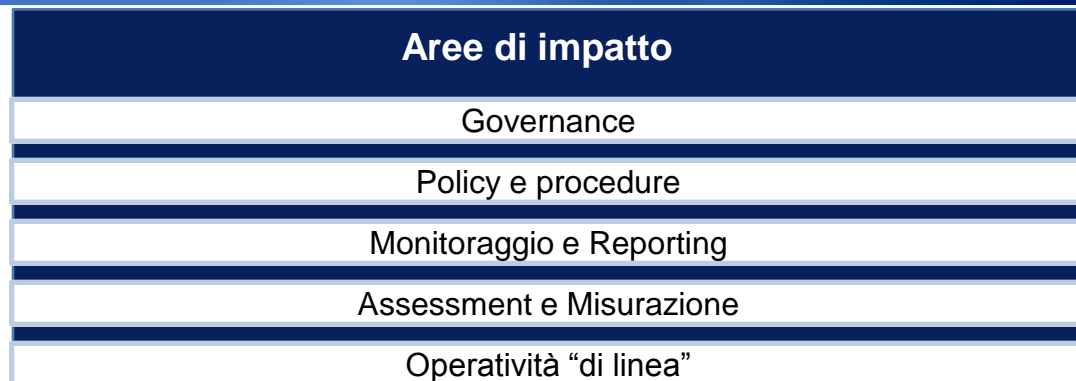 Aree di impatto
Governance
Policy e procedure
Monitoraggio e Reporting
Assessment e Misurazione
Operatività “di linea”